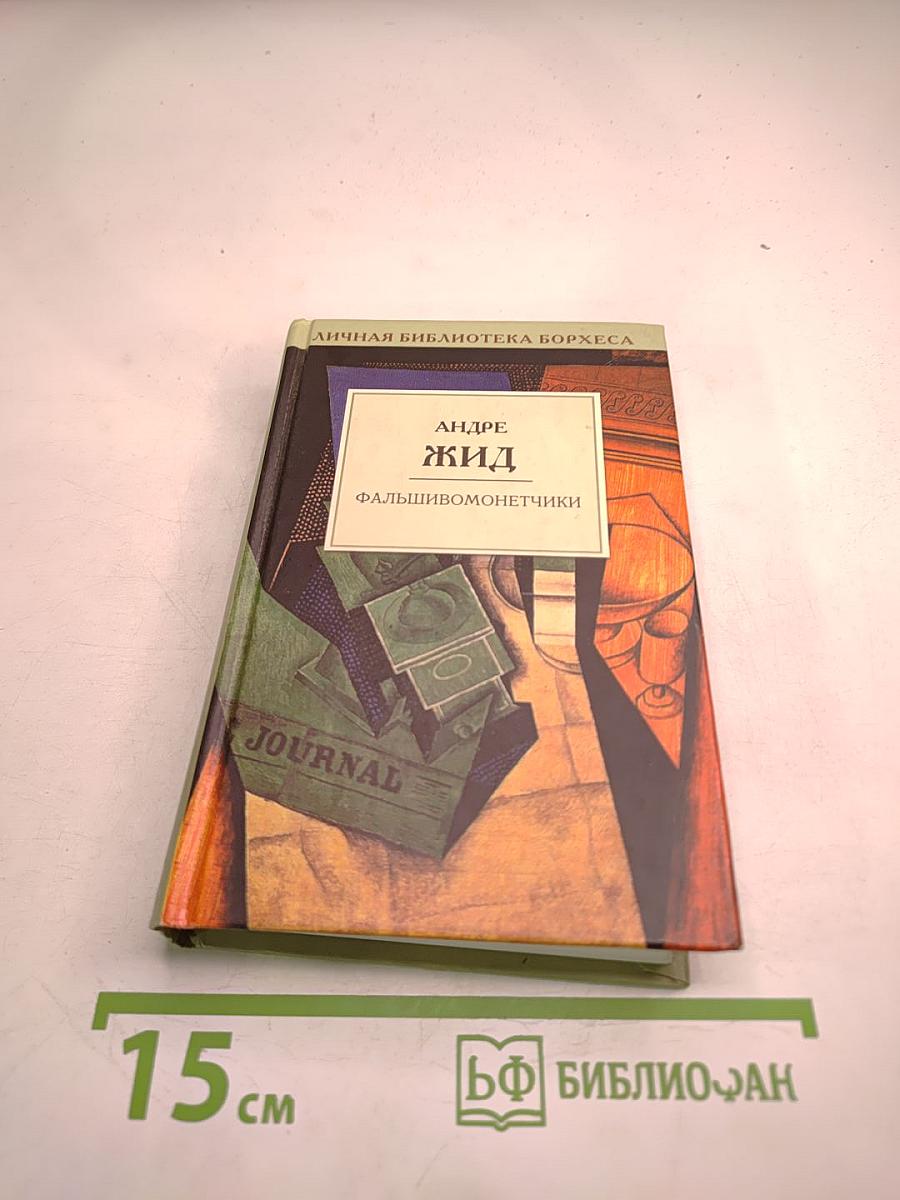 ЛИЧНАЯ БИБЛИОТЕКА БОРХЕСА
АНДРЕ
ЖИД
ФАЛЬШИВОМОНЕТЧИКИ
JOURNAL
15 см
БФ БИБЛИОФАН